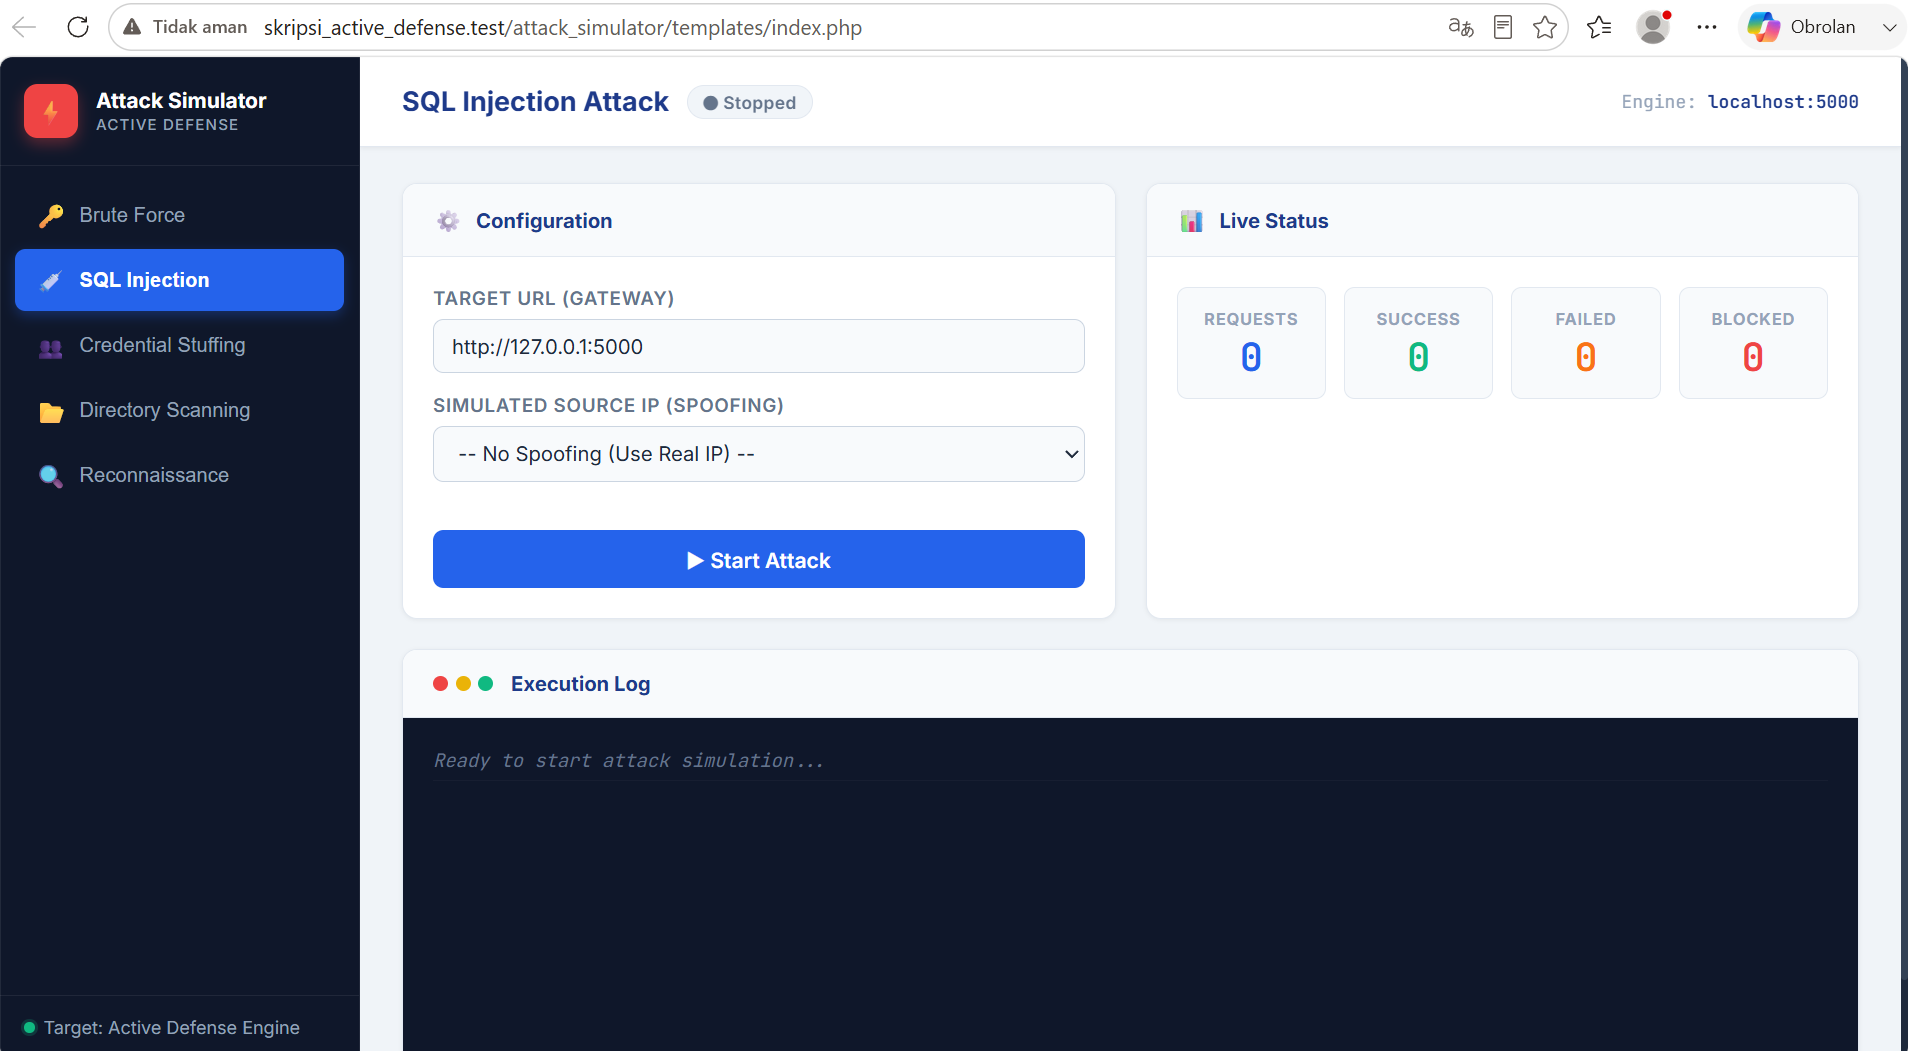 Tidak aman
skripsi_active_defense.test/attack_simulator/templates/index.php
Obrolan
Attack Simulator
ACTIVE DEFENSE
Brute Force
SQL Injection
Credential Stuffing
Directory Scanning
Reconnaissance
Target: Active Defense Engine
SQL Injection Attack
Stopped
Engine: localhost:5000
Configuration
TARGET URL (GATEWAY)
http://127.0.0.1:5000
SIMULATED SOURCE IP (SPOOFING)
-- No Spoofing (Use Real IP) --
▶ Start Attack
Live Status
REQUESTS
0
SUCCESS
0
FAILED
0
BLOCKED
0
Execution Log
Ready to start attack simulation...